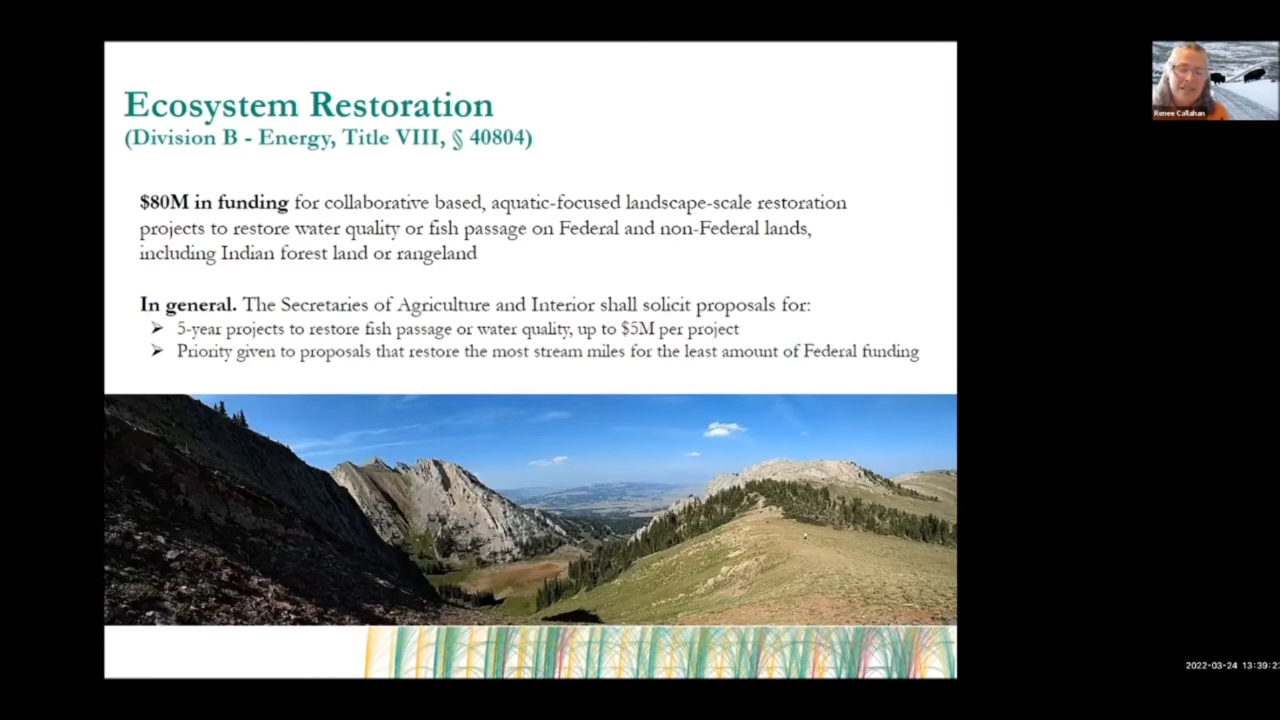 Ecosystem Restoration
(Division B - Energy, Title VIII, § 40804)
$80M in funding for collaborative based, aquatic-focused landscape-scale restoration
projects to restore water quality or fish passage on Federal and non-Federal lands,
including Indian forest land or rangeland
In general. The Secretaries of Agriculture and Interior shall solicit proposals for:
5-year projects to restore fish passage or water quality, up to $5M per project
Priority given to proposals that restore the most stream miles for the least amount of Federal funding
Renee Callahan
2022-03-24 13:39:2